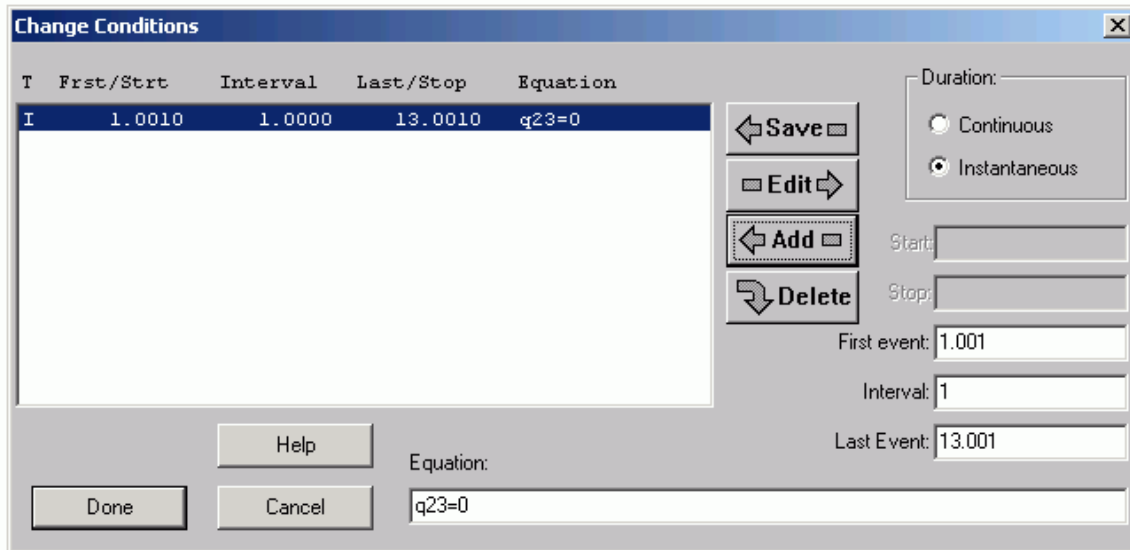 Change Conditions
T Frst/Strt Interval Last/Stop Equation
I 1.0010 1.0000 13.0010 q23=0
Save
Edit
Add
Delete
Duration:
Continuous
Instantaneous
Start:
Stop:
First event: 1.001
Interval: 1
Last Event: 13.001
Help
Equation:
Done
Cancel
q23=0